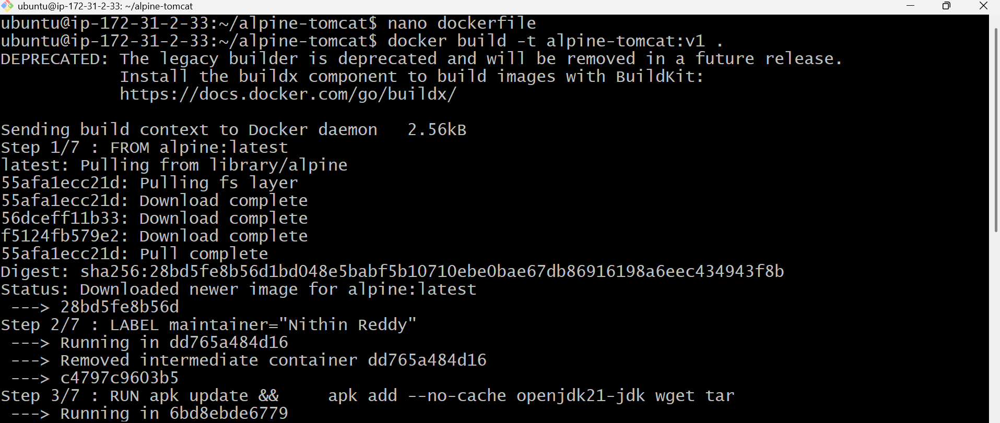 ubuntu@ip-172-31-2-33: ~/alpine-tomcat
ubuntu@ip-172-31-2-33:~/alpine-tomcat$ nano dockerfile
ubuntu@ip-172-31-2-33:~/alpine-tomcat$ docker build -t alpine-tomcat:v1 .
DEPRECATED: The legacy builder is deprecated and will be removed in a future release.
            Install the buildx component to build images with BuildKit:
            https://docs.docker.com/go/buildx/

Sending build context to Docker daemon   2.56kB
Step 1/7 : FROM alpine:latest
latest: Pulling from library/alpine
55afa1ecc21d: Pulling fs layer
55afa1ecc21d: Download complete
56dceff11b33: Download complete
f5124fb579e2: Download complete
55afa1ecc21d: Pull complete
Digest: sha256:28bd5fe8b56d1bd048e5babf5b10710ebe0bae67db86916198a6eec434943f8b
Status: Downloaded newer image for alpine:latest
 ---> 28bd5fe8b56d
Step 2/7 : LABEL maintainer="Nithin Reddy"
 ---> Running in dd765a484d16
 ---> Removed intermediate container dd765a484d16
 ---> c4797c9603b5
Step 3/7 : RUN apk update &&     apk add --no-cache openjdk21-jdk wget tar
 ---> Running in 6bd8ebde6779